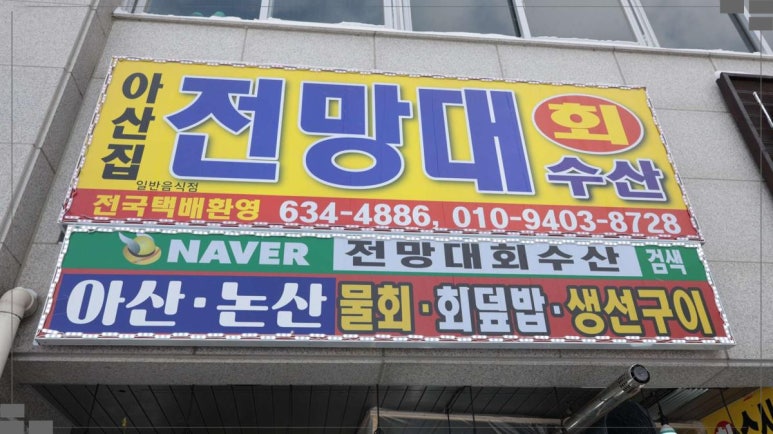 아산집
전망대
회
수산
일반음식점
전국택배환영 634-4886, 010-9403-8728
NAVER 전망대회수산 검색
아산·논산 물회·회덮밥·생선구이